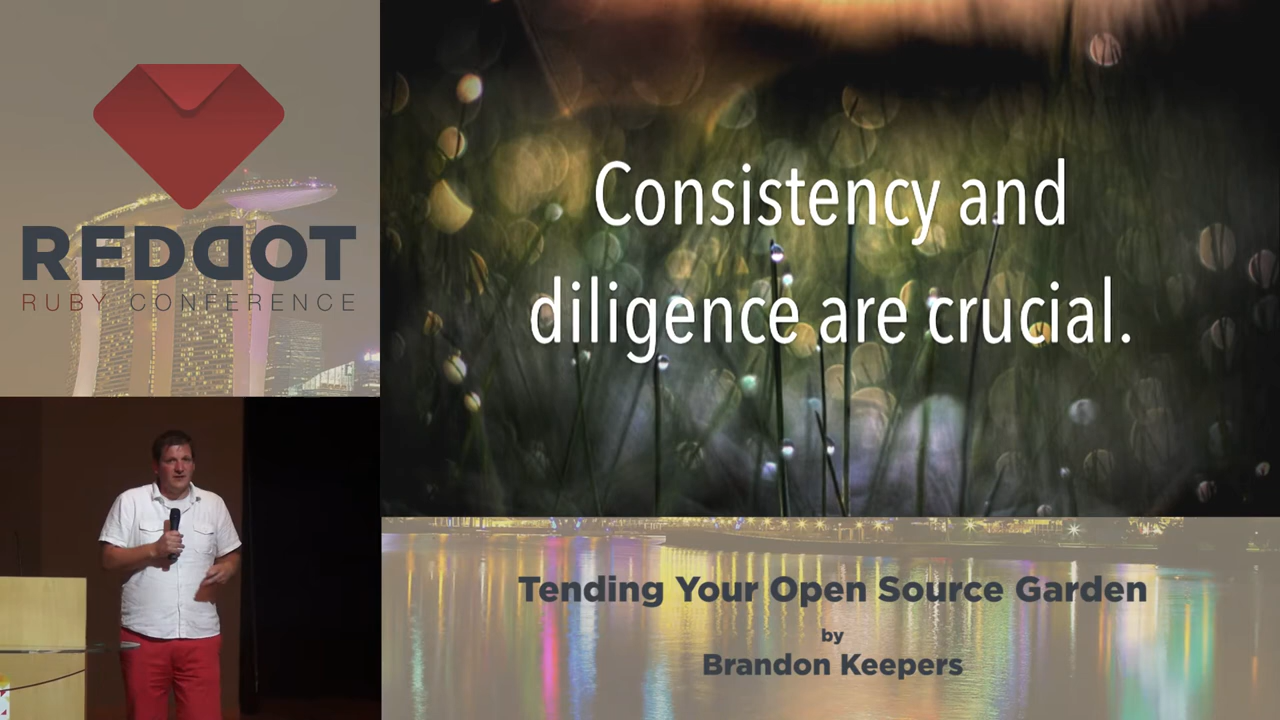 REDDOT
RUBY CONFERENCE
Consistency and
diligence are crucial.
Tending Your Open Source Garden
by
Brandon Keepers